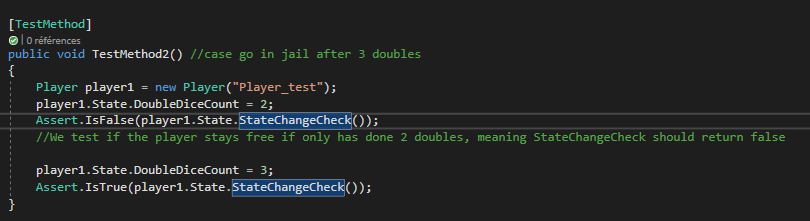 [TestMethod]
0 références
public void TestMethod2() //case go in jail after 3 doubles
{
Player player1 = new Player("Player_test");
player1.State.DoubleDiceCount = 2;
Assert.IsFalse(player1.State.StateChangeCheck());
//We test if the player stays free if only has done 2 doubles, meaning StateChangeCheck should return false
player1.State.DoubleDiceCount = 3;
Assert.IsTrue(player1.State.StateChangeCheck());
}